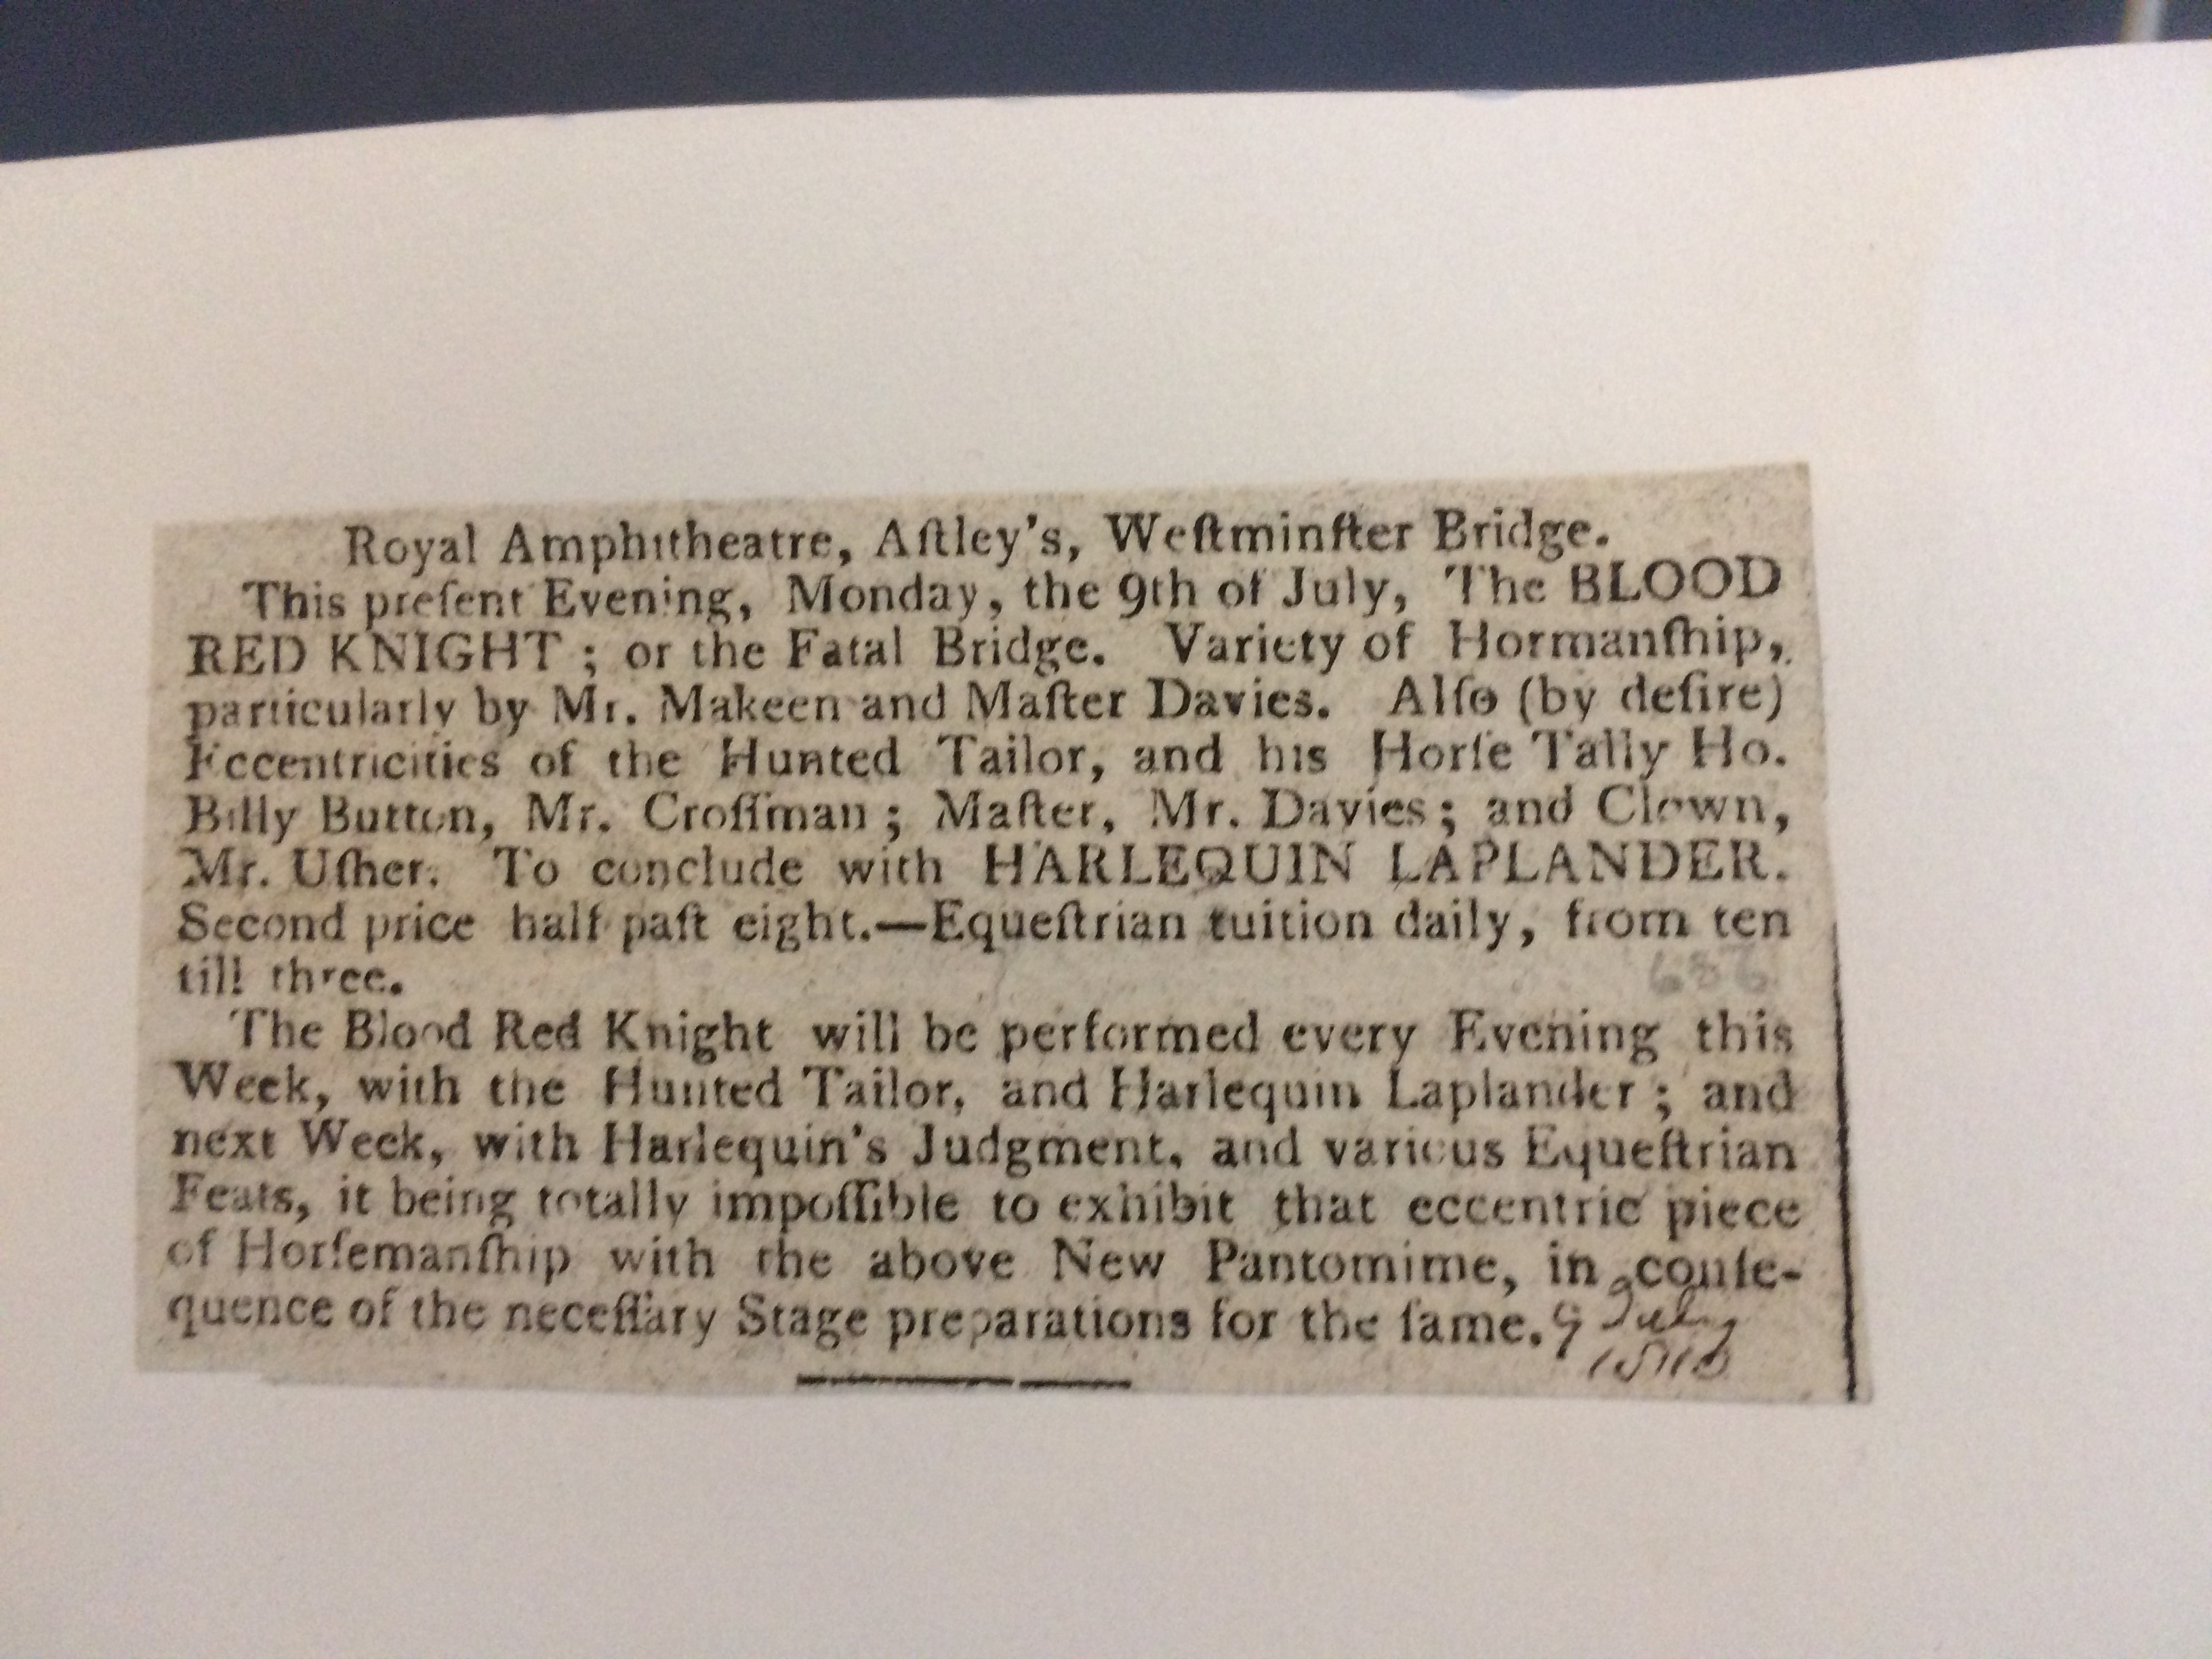 Royal Amphitheatre, Aſtley's, Weſtminſter Bridge.
This preſent Evening, Monday, the 9th of July, The BLOOD
RED KNIGHT ; or the Fatal Bridge. Variety of Hormanſhip,
particularly by Mr. Makeen and Maſter Davies. Alſo (by deſire)
Eccentricities of the Hunted Tailor, and his Horſe Tally Ho.
Billy Button, Mr. Croſſman ; Maſter, Mr. Davies ; and Clown,
Mr. Uſher. To conclude with HARLEQUIN LAPLANDER.
Second price half paſt eight.—Equeſtrian tuition daily, from ten
till three.
686
The Blood Red Knight will be performed every Evening this
Week, with the Hunted Tailor, and Harlequin Laplander ; and
next Week, with Harlequin's Judgment, and various Equeſtrian
Feats, it being totally impoſſible to exhibit that eccentric piece
of Horſemanſhip with the above New Pantomime, in conſe-
quence of the neceſſary Stage preparations for the ſame. 9 July
1810